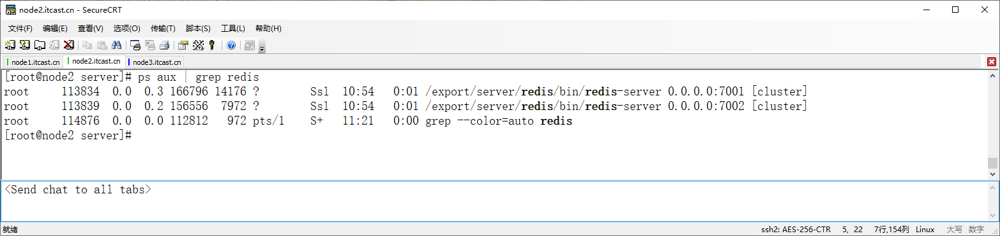 node2.itcast.cn - SecureCRT
文件(F) 编辑(E) 查看(V) 选项(O) 传输(T) 脚本(S) 工具(L) 帮助(H)
node1.itcast.cn node2.itcast.cn node3.itcast.cn
[root@node2 server]# ps aux | grep redis
root 113834 0.0 0.3 166796 14176 ? Ssl 10:54 0:01 /export/server/redis/bin/redis-server 0.0.0.0:7001 [cluster]
root 113839 0.0 0.2 156556 7972 ? Ssl 10:54 0:01 /export/server/redis/bin/redis-server 0.0.0.0:7002 [cluster]
root 114876 0.0 0.0 112812 972 pts/1 S+ 11:21 0:00 grep --color=auto redis
[root@node2 server]#
<Send chat to all tabs>
就绪 ssh2: AES-256-CTR 5, 22 7行,154列 Linux 大写 数字